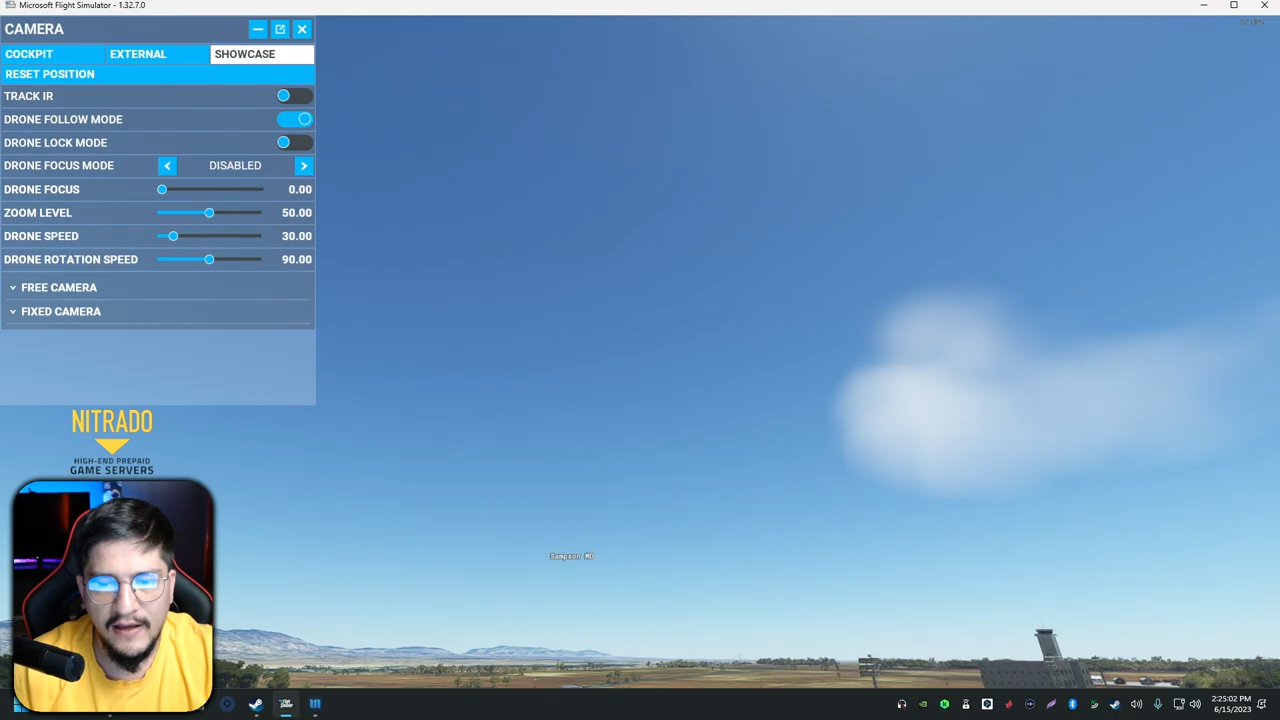 Microsoft Flight Simulator - 1.32.7.0
CAMERA
COCKPIT EXTERNAL SHOWCASE
RESET POSITION
TRACK IR
DRONE FOLLOW MODE
DRONE LOCK MODE
DRONE FOCUS MODE DISABLED
DRONE FOCUS 0.00
ZOOM LEVEL 50.00
DRONE SPEED 30.00
DRONE ROTATION SPEED 90.00
FREE CAMERA
FIXED CAMERA
NITRADO
HIGH-END PREPAID
GAME SERVERS
Sampson MD
2:25:02 PM
6/15/2023